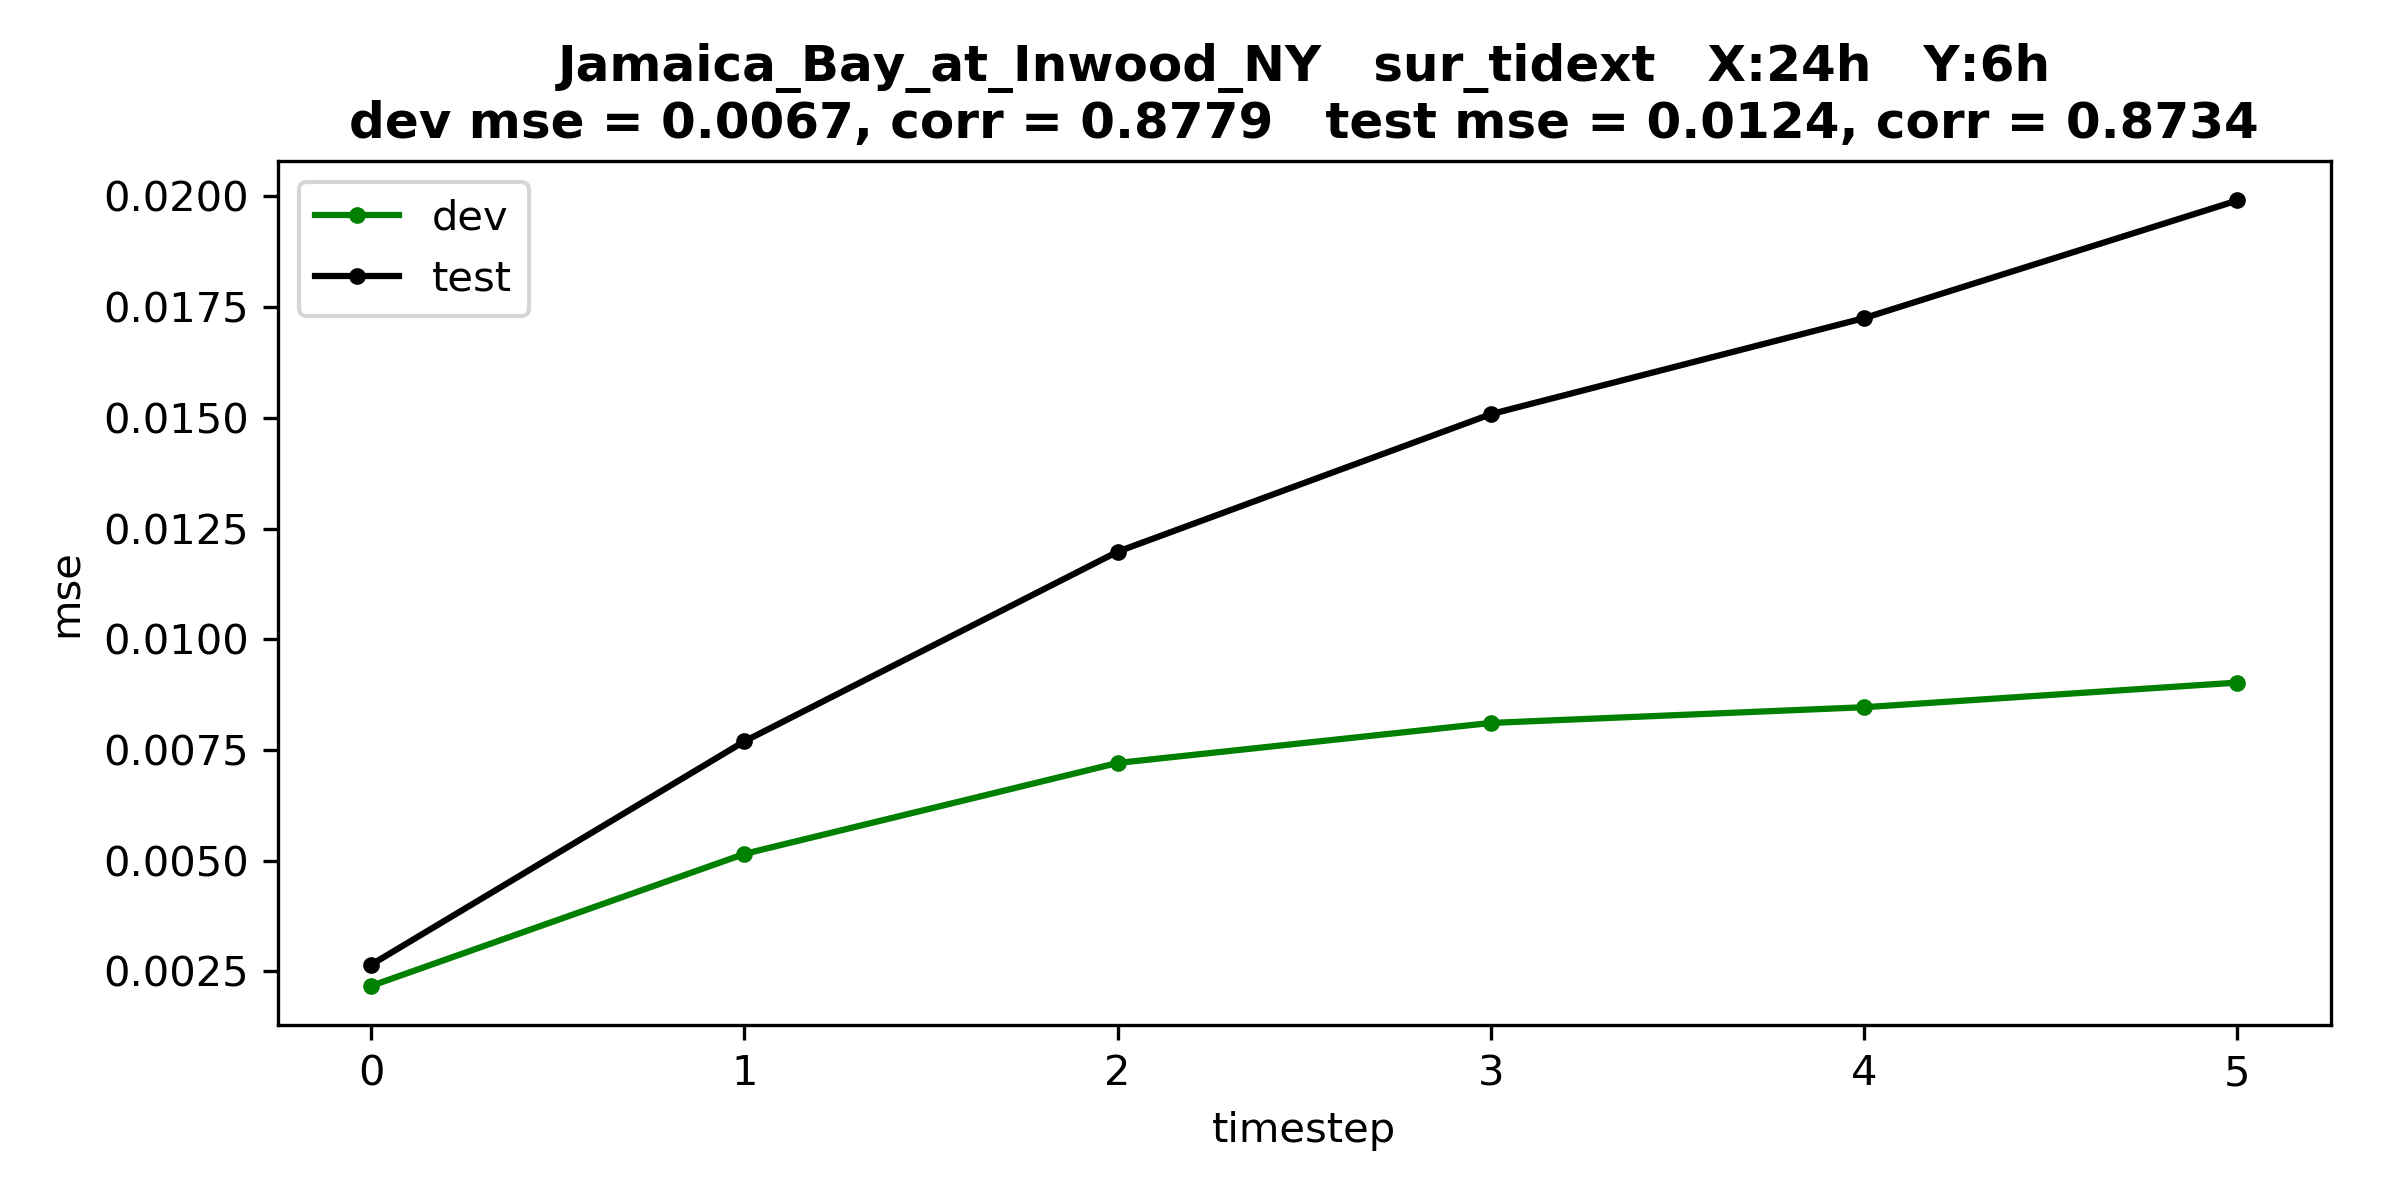 Jamaica_Bay_at_Inwood_NY   sur_tidext   X:24h   Y:6h
dev mse = 0.0067, corr = 0.8779   test mse = 0.0124, corr = 0.8734
dev
test
mse
0.0200
0.0175
0.0150
0.0125
0.0100
0.0075
0.0050
0.0025
0 1 2 3 4 5
timestep